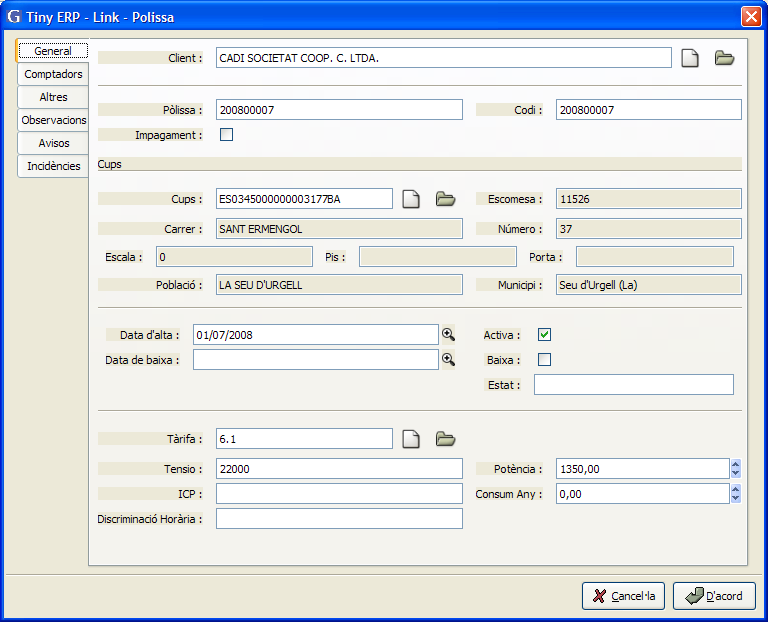 Tiny ERP - Link - Polissa
General
Comptadors
Altres
Observacions
Avisos
Incidències
Client : CADI SOCIETAT COOP. C. LTDA.
Pòlissa : 200800007 Codi : 200800007
Impagament :
Cups
Cups : ES0345000000003177BA Escomesa : 11526
Carrer : SANT ERMENGOL Número : 37
Escala : 0 Pis : Porta :
Població : LA SEU D'URGELL Municipi : Seu d'Urgell (La)
Data d'alta : 01/07/2008 Activa :
Data de baixa : Baixa :
Estat :
Tàrifa : 6.1
Tensio : 22000 Potència : 1350,00
ICP : Consum Any : 0,00
Discriminació Horària :
Cancel·la D'acord